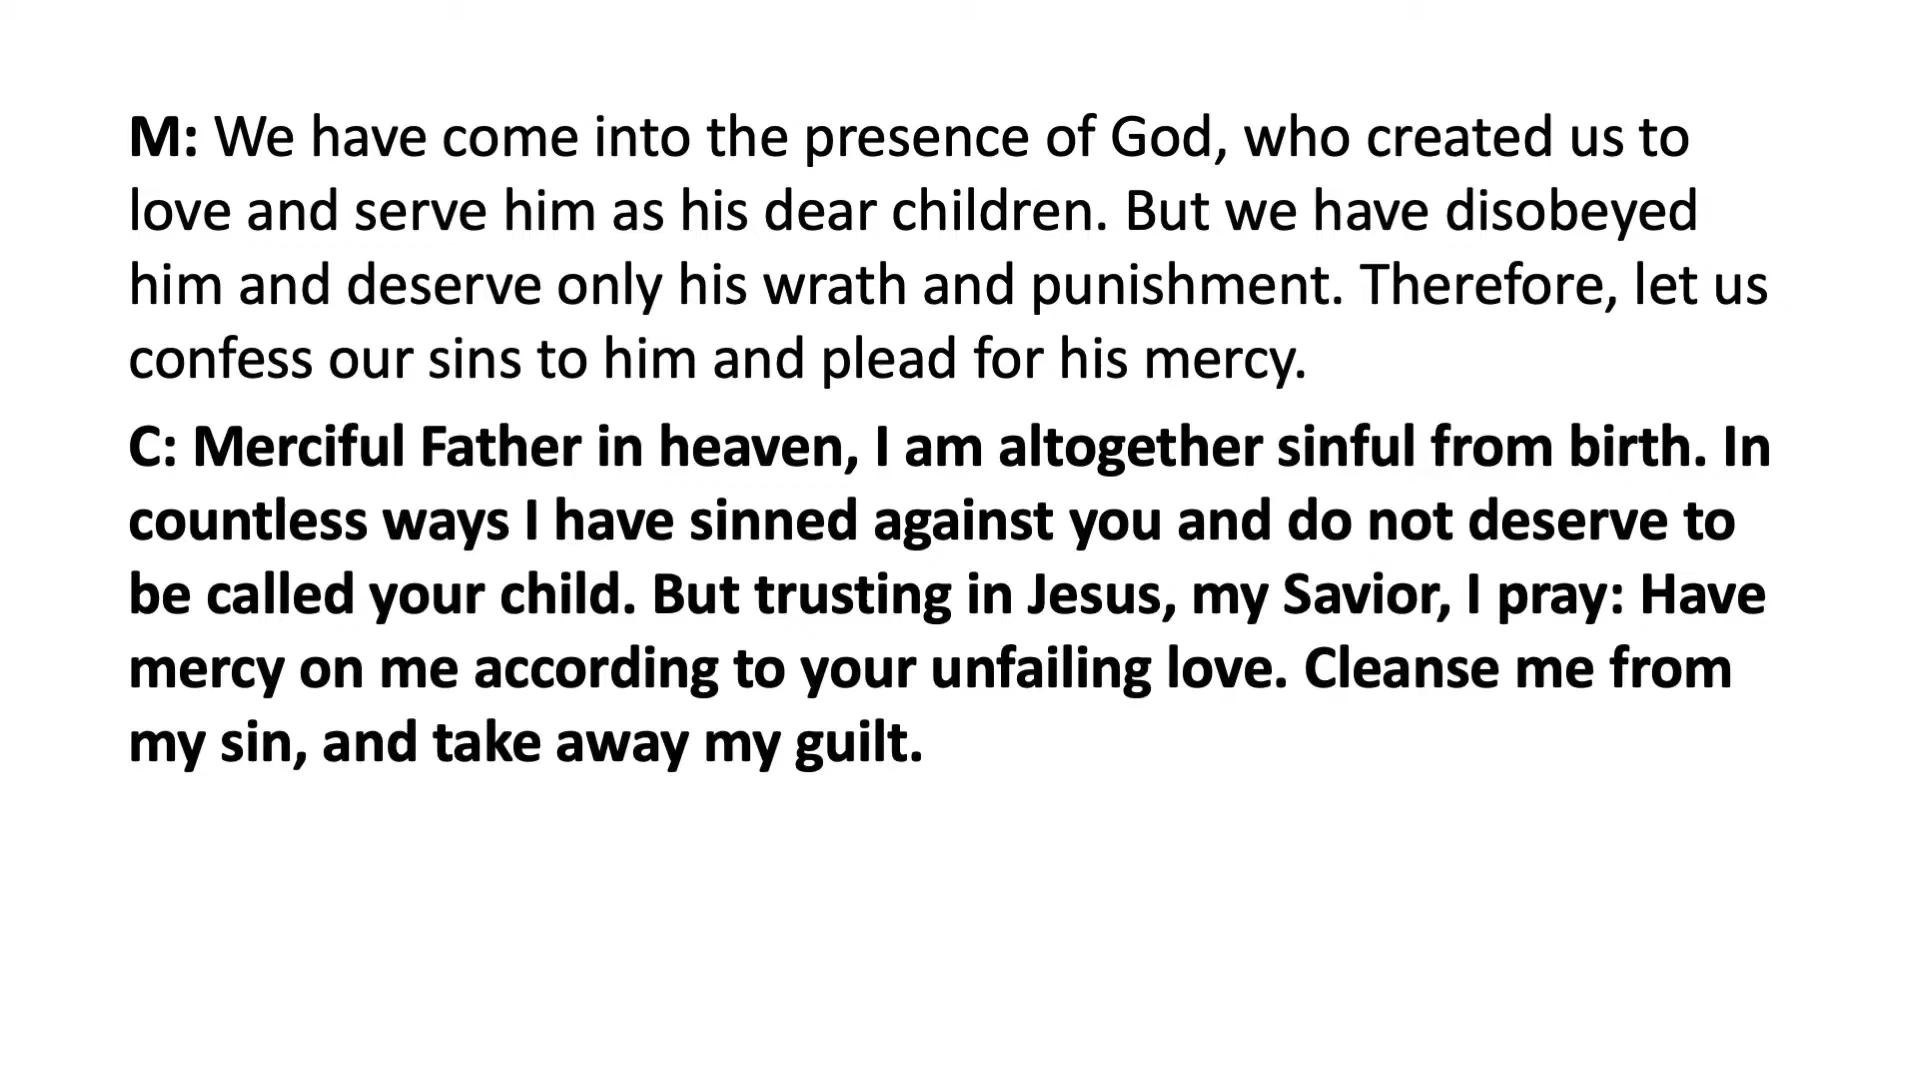 M: We have come into the presence of God, who created us to
love and serve him as his dear children. But we have disobeyed
him and deserve only his wrath and punishment. Therefore, let us
confess our sins to him and plead for his mercy.
C: Merciful Father in heaven, I am altogether sinful from birth. In
countless ways I have sinned against you and do not deserve to
be called your child. But trusting in Jesus, my Savior, I pray: Have
mercy on me according to your unfailing love. Cleanse me from
my sin, and take away my guilt.